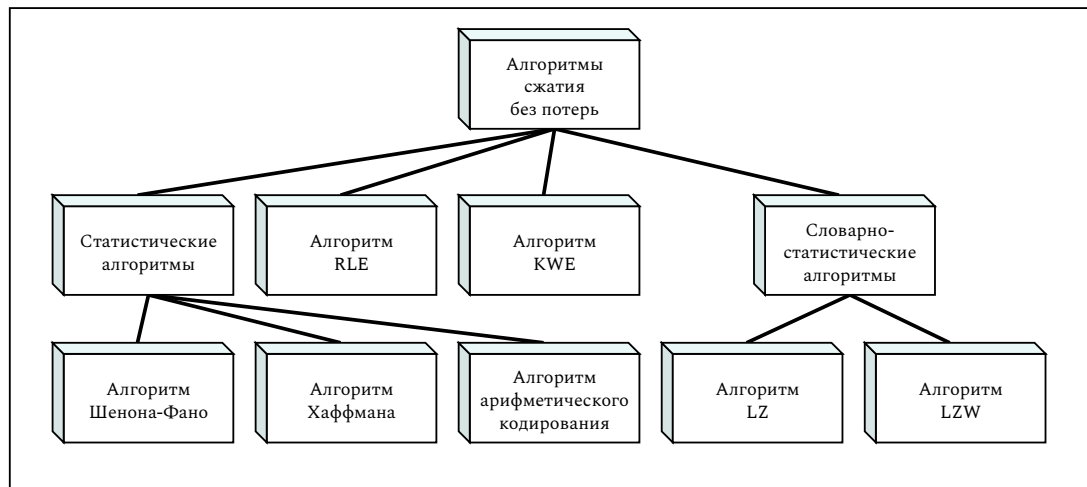 Алгоритмы
сжатия
без потерь
Статистические
алгоритмы
Алгоритм
RLE
Алгоритм
KWE
Словарно-
статистические
алгоритмы
Алгоритм
Шенона-Фано
Алгоритм
Хаффмана
Алгоритм
арифметического
кодирования
Алгоритм
LZ
Алгоритм
LZW